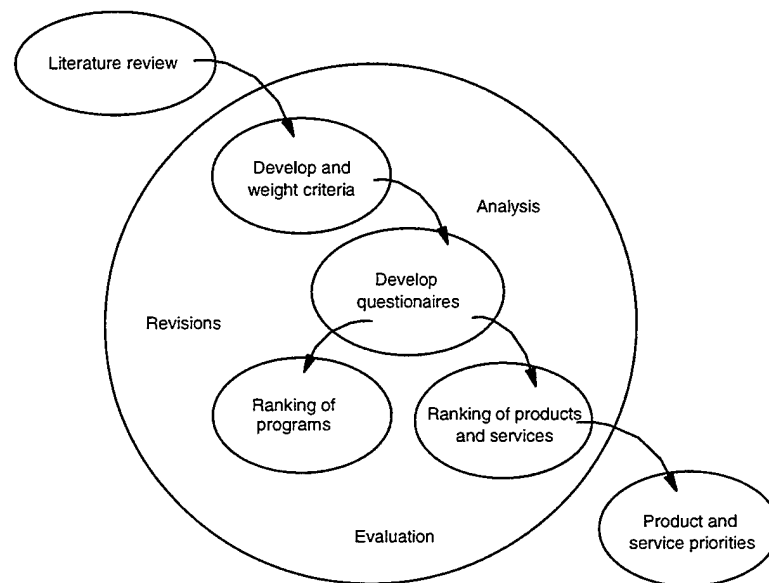 Literature review
Develop and
weight criteria
Analysis
Develop
questionaires
Revisions
Ranking of
programs
Ranking of products
and services
Evaluation
Product and
service priorities